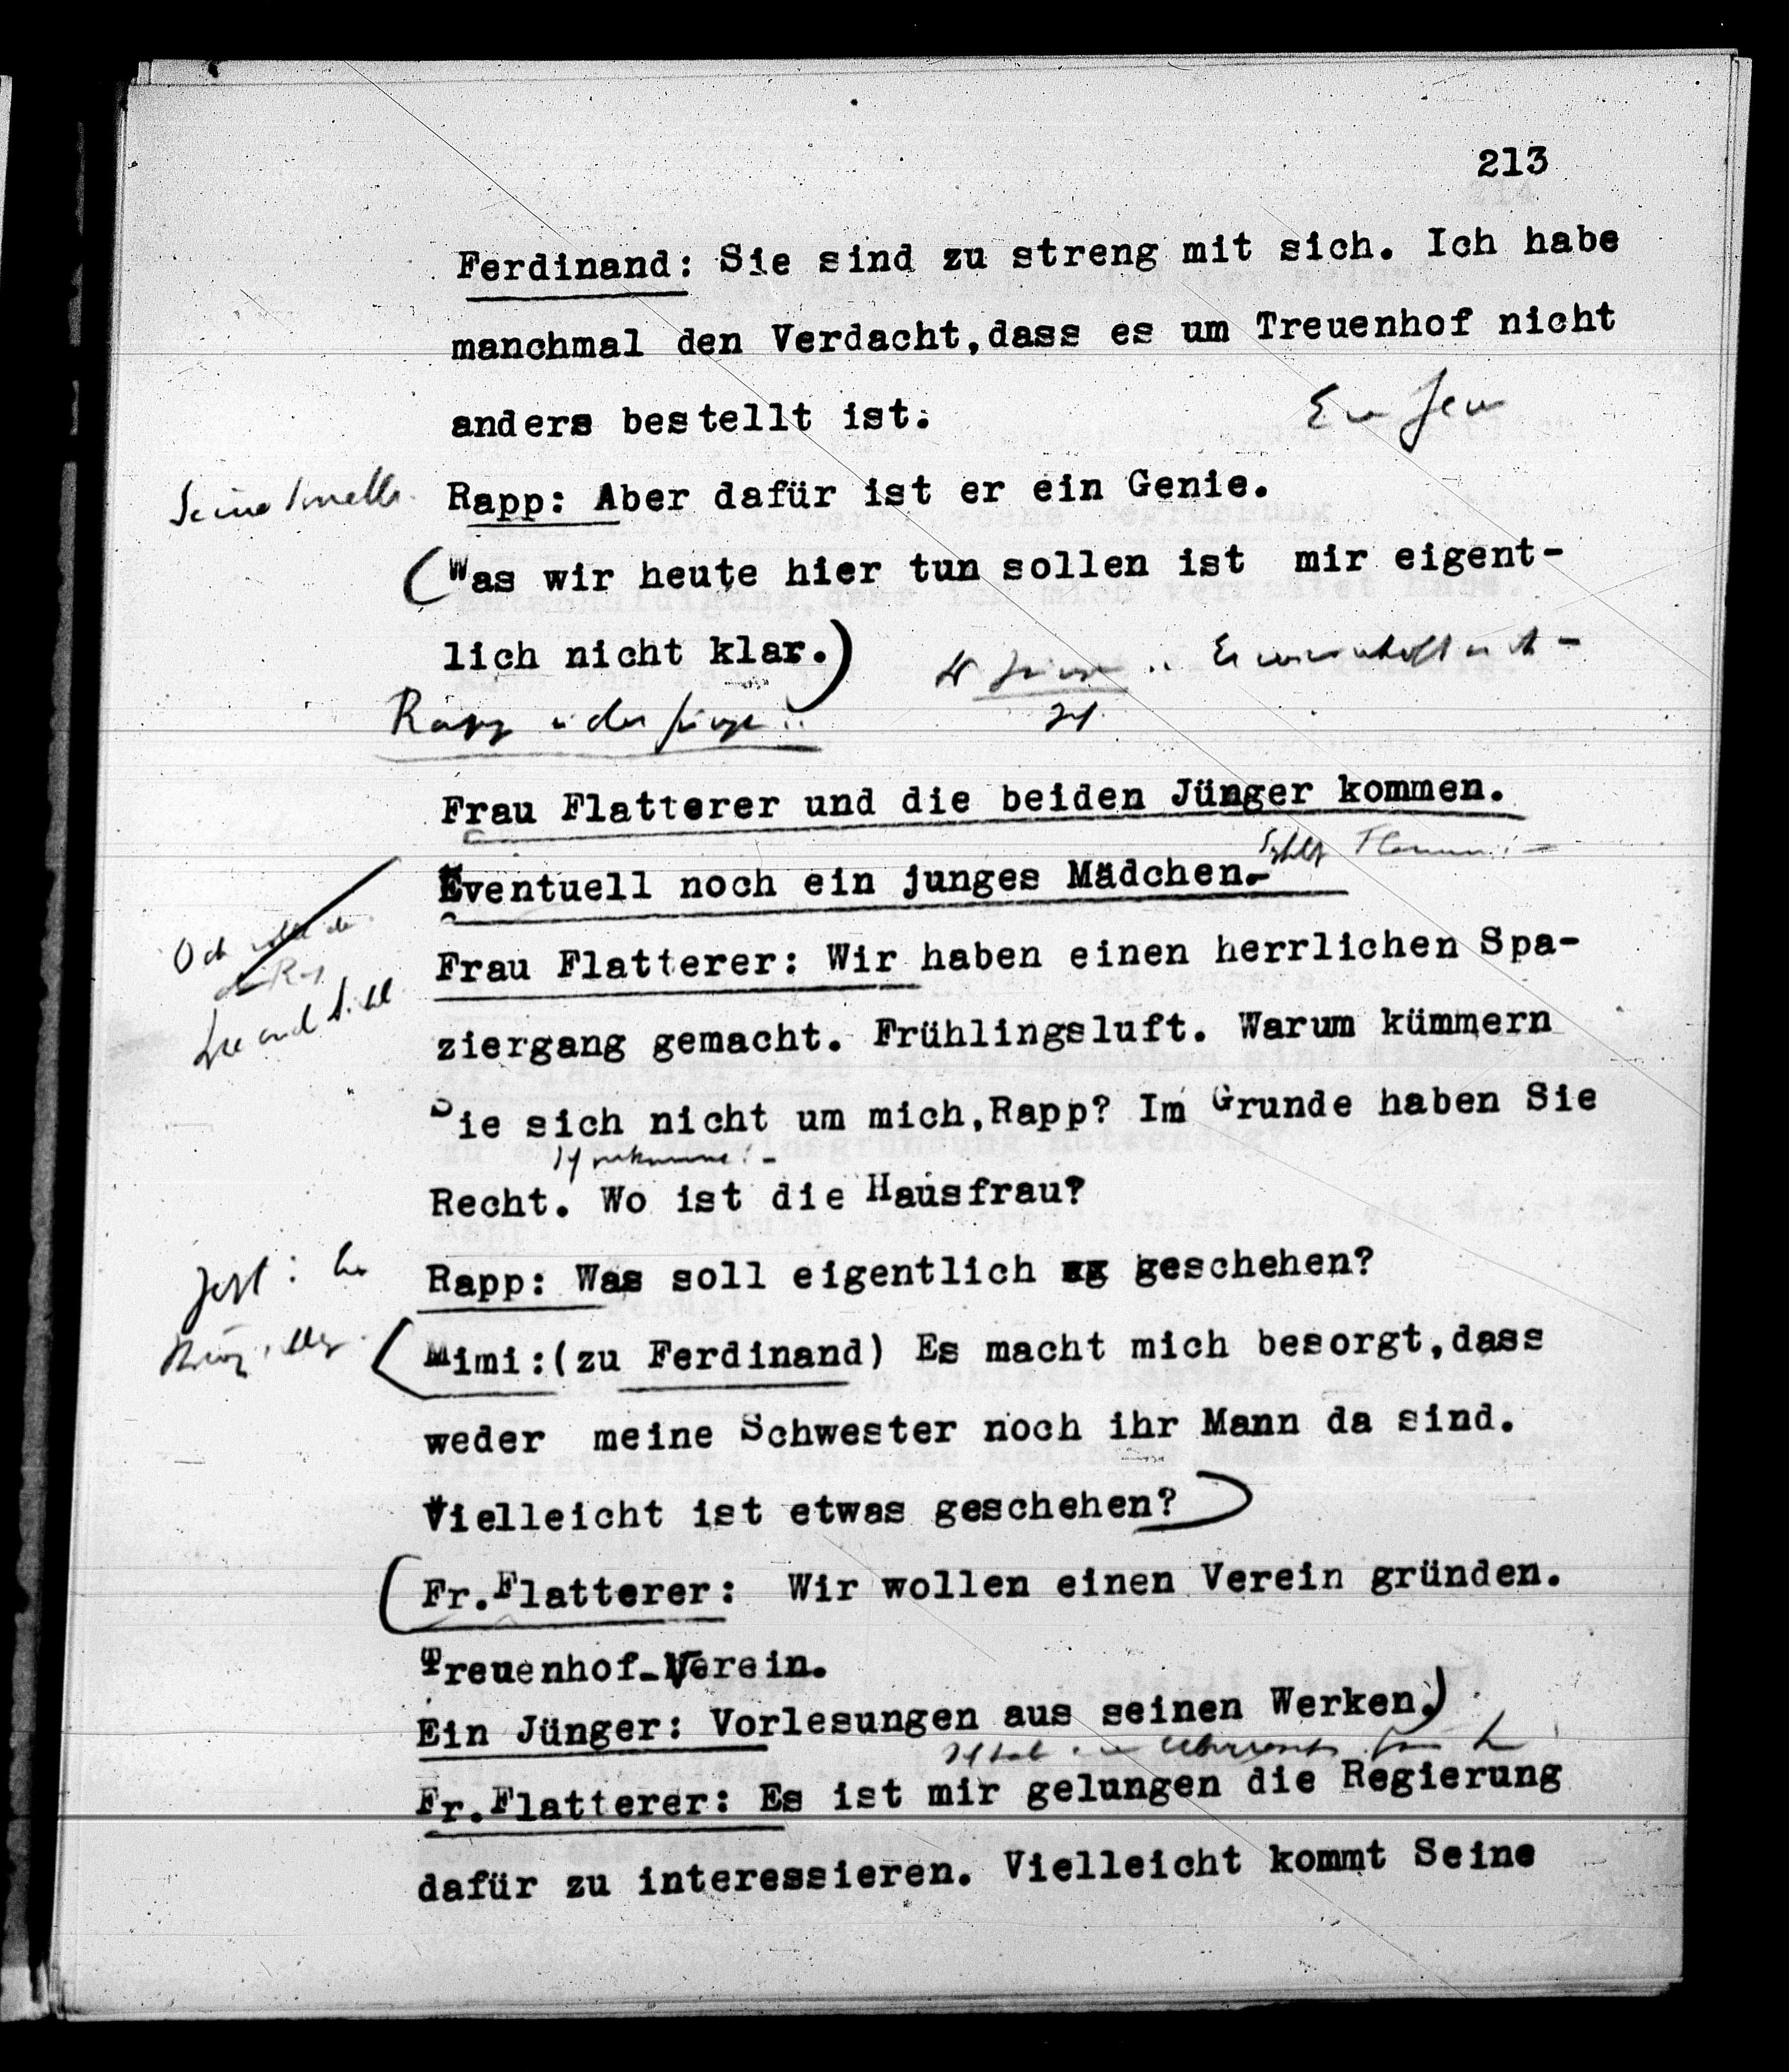 213
Ferdinand: Sie sind zu streng mit sich. Ich habe
manchmal den Verdacht,dass es um Treuenhof nicht
anders bestellt ist.
Seine
Rapp: Aber dafür ist er ein Genie.
(Was wir heute hier tun sollen ist mir eigent-
lich nicht klar.)
Rapp u der
Frau Flatterer und die beiden Jünger kommen.
Eventuell noch ein junges Mädchen.
Frau Flatterer: Wir haben einen herrlichen Spa-
ziergang gemacht. Frühlingsluft. Warum kümmern
Sie sich nicht um mich,Rapp? Im Grunde haben Sie
Recht. Wo ist die Hausfrau?
Rapp: Was soll eigentlich geschehen?
(Mimi:(zu Ferdinand) Es macht mich besorgt,dass
weder meine Schwester noch ihr Mann da sind.
Vielleicht ist etwas geschehen?)
(Fr.Flatterer: Wir wollen einen Verein gründen.
Treuenhof-Verein.
Ein Jünger: Vorlesungen aus seinen Werken.)
Fr.Flatterer: Es ist mir gelungen die Regierung
dafür zu interessieren. Vielleicht kommt Seine